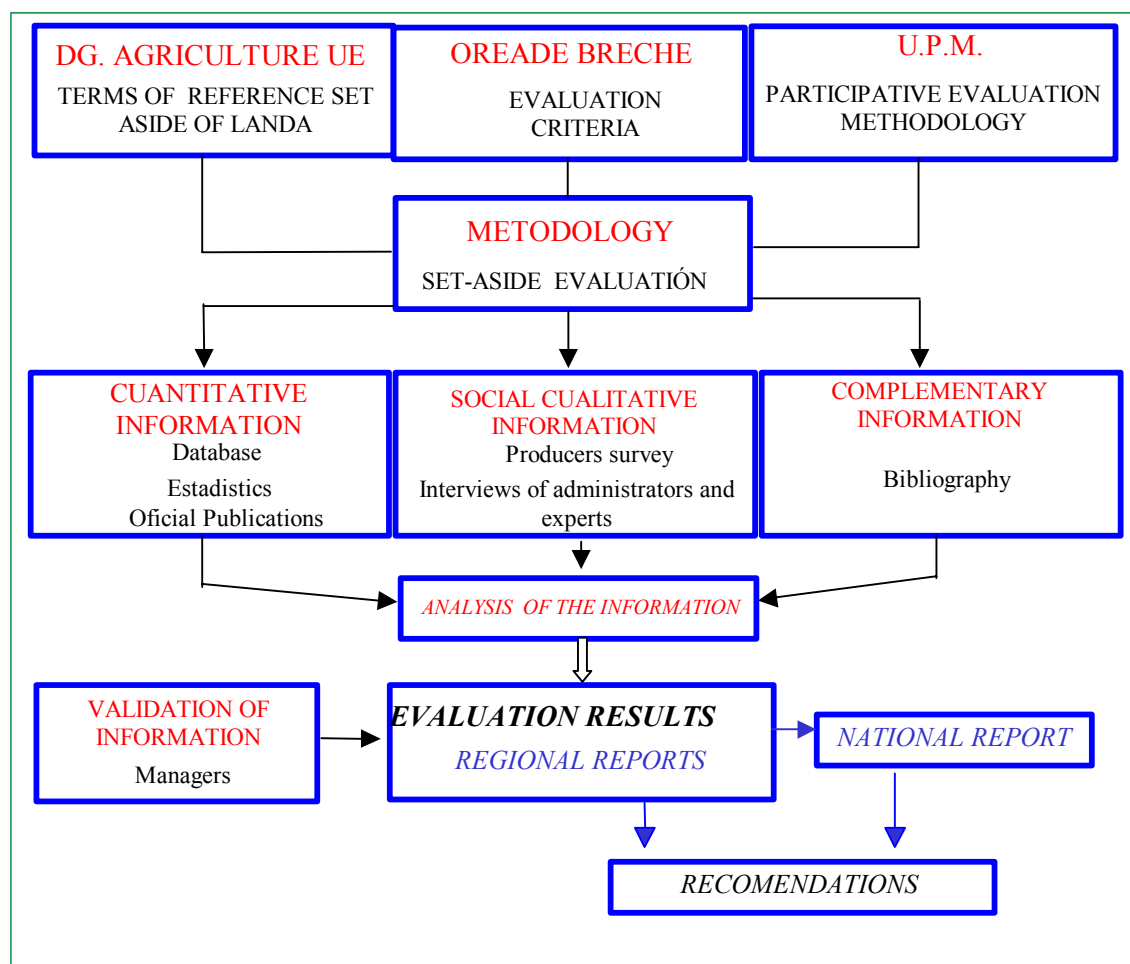 DG. AGRICULTURE UE
TERMS OF REFERENCE SET
ASIDE OF LANDA
OREADE BRECHE
EVALUATION
CRITERIA
U.P.M.
PARTICIPATIVE EVALUATION
METHODOLOGY
METODOLOGY
SET-ASIDE EVALUATIÓN
CUANTITATIVE
INFORMATION
Database
Estadistics
Oficial Publications
SOCIAL CUALITATIVE
INFORMATION
Producers survey
Interviews of administrators and
experts
COMPLEMENTARY
INFORMATION
Bibliography
ANALYSIS OF THE INFORMATION
VALIDATION OF
INFORMATION
Managers
EVALUATION RESULTS
REGIONAL REPORTS
NATIONAL REPORT
RECOMENDATIONS